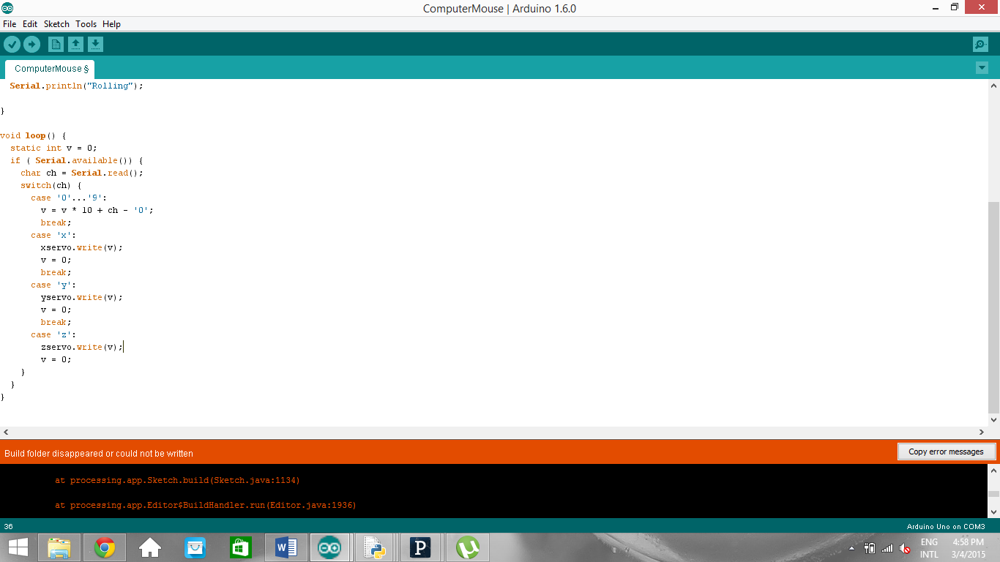 ComputerMouse | Arduino 1.6.0
File Edit Sketch Tools Help
ComputerMouse §
Serial.println("Rolling");
}
void loop() {
static int v = 0;
if ( Serial.available()) {
char ch = Serial.read();
switch(ch) {
case '0'...'9':
v = v * 10 + ch - '0';
break;
case 'x':
xservo.write(v);
v = 0;
break;
case 'y':
yservo.write(v);
v = 0;
break;
case 'z':
zservo.write(v);
v = 0;
}
}
}
Build folder disappeared or could not be written
Copy error messages
at processing.app.Sketch.build(Sketch.java:1134)
at processing.app.Editor$BuildHandler.run(Editor.java:1936)
36
Arduino Uno on COM3
W
P
ENG
INTL
4:58 PM
3/4/2015